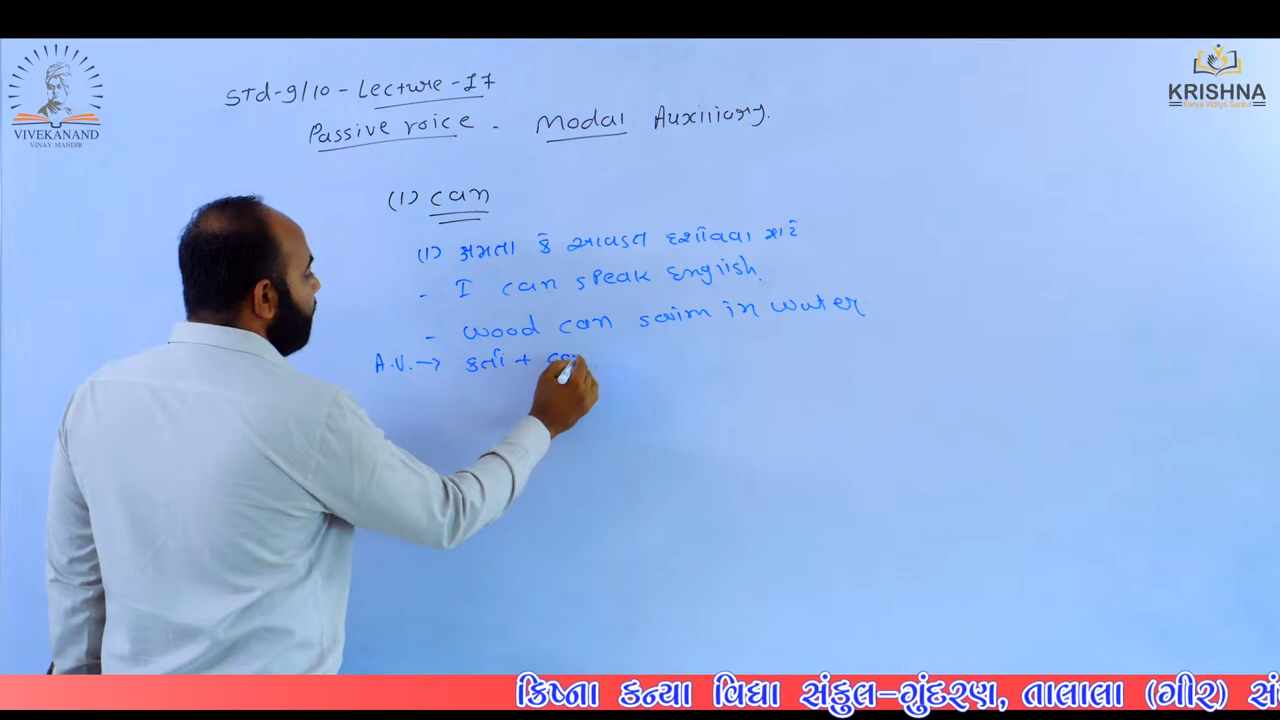 VIVEKANAND
VINAY MANDIR
KRISHNA
Kanya Vidhya Sankul
STd-9/10 - Lecture - 17
Passive voice - Modal Auxiliary.
(1) can
(1) ક્ષમતા કે આવડત દર્શાવવા માટે
- I can speak English.
- Wood can swim in water
A.V. → કર્તા + ca
ક્રિષ્ના કન્યા વિદ્યા સંકુલ-ગુંદરણ, તાલાલા (ગીર)